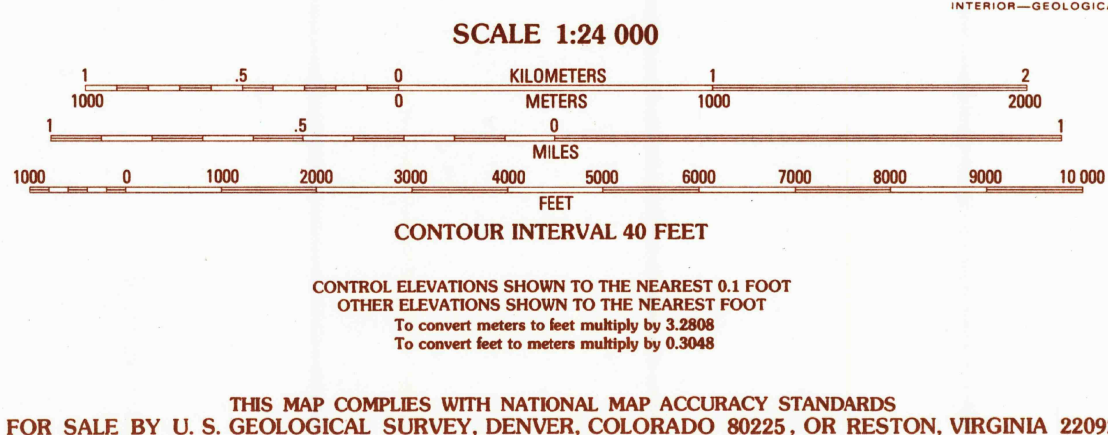 INTERIOR—GEOLOGICA
SCALE 1:24 000
1 .5 0 KILOMETERS 1 2
1000 0 METERS 1000 2000
1 .5 0 1
MILES
1000 0 1000 2000 3000 4000 5000 6000 7000 8000 9000 10 000
FEET
CONTOUR INTERVAL 40 FEET
CONTROL ELEVATIONS SHOWN TO THE NEAREST 0.1 FOOT
OTHER ELEVATIONS SHOWN TO THE NEAREST FOOT
To convert meters to feet multiply by 3.2808
To convert feet to meters multiply by 0.3048
THIS MAP COMPLIES WITH NATIONAL MAP ACCURACY STANDARDS
FOR SALE BY U. S. GEOLOGICAL SURVEY, DENVER, COLORADO 80225, OR RESTON, VIRGINIA 2209